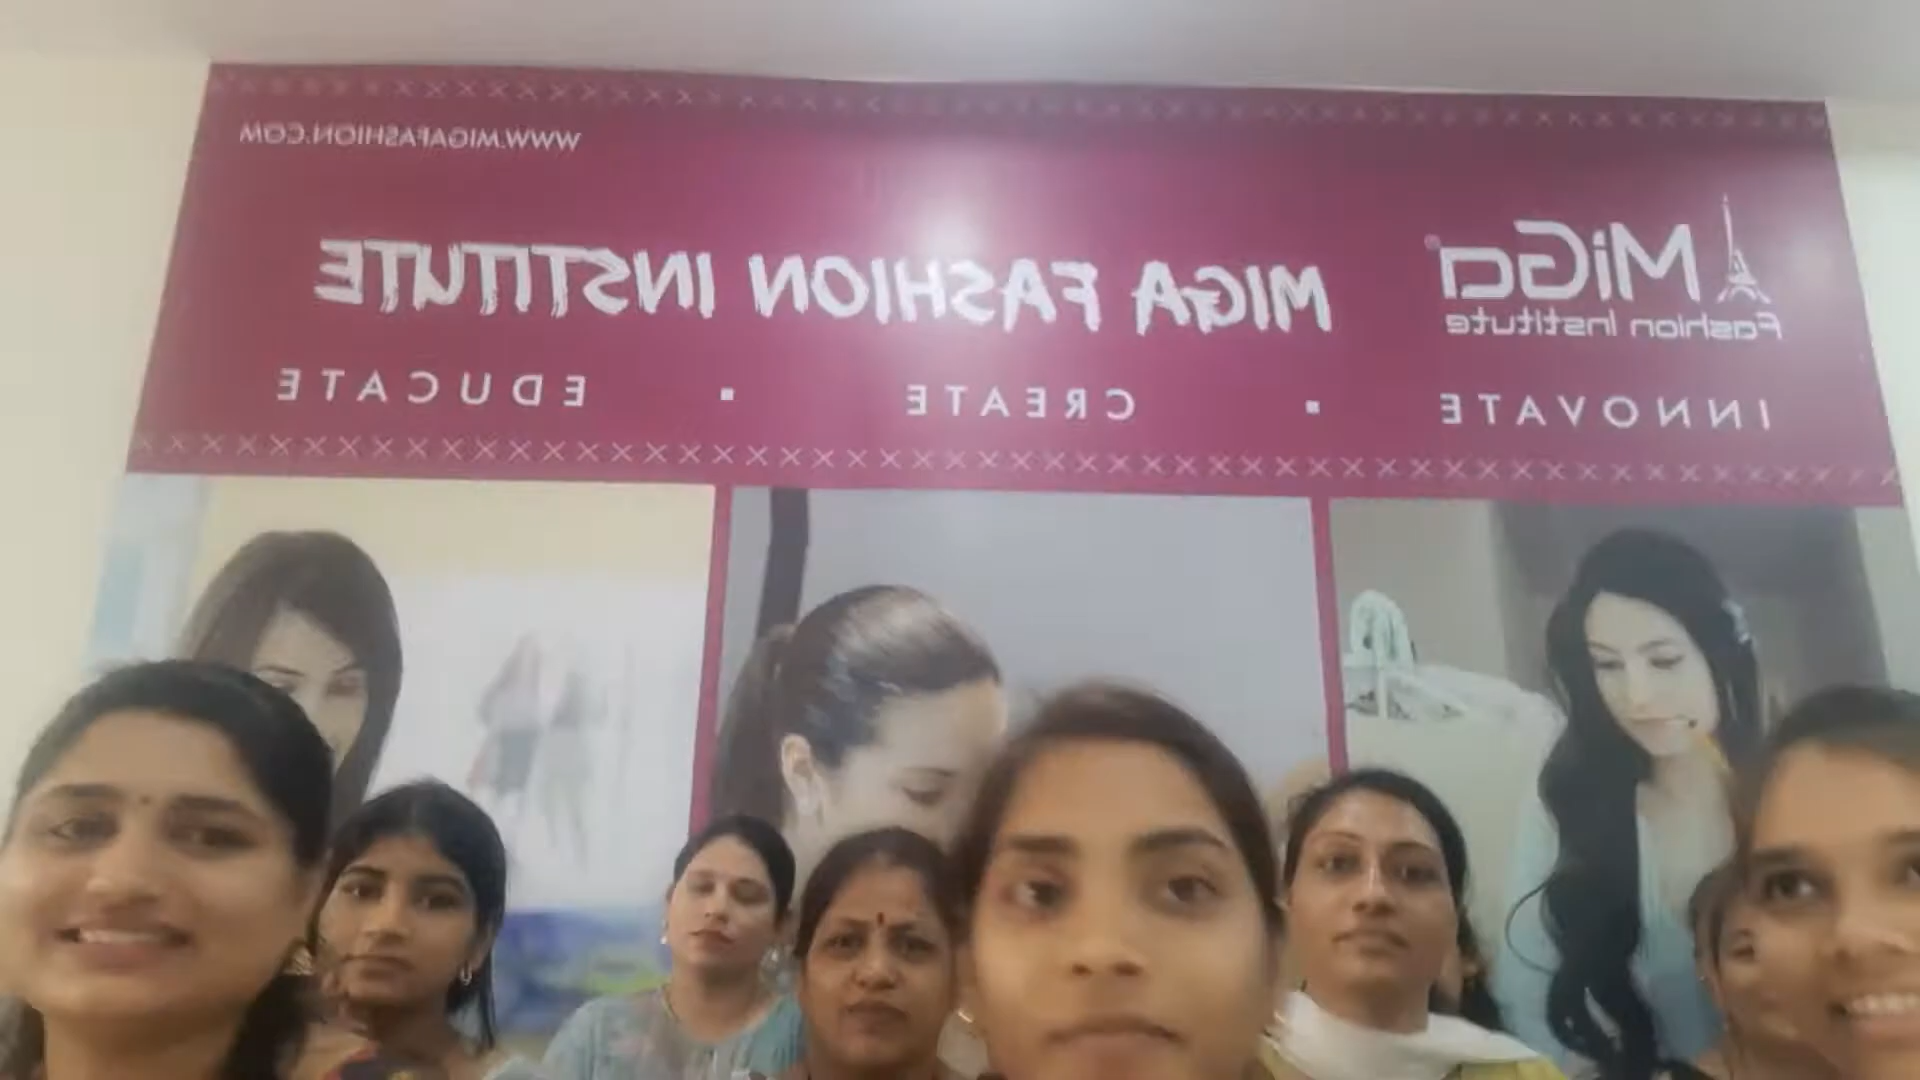 WWW.MIGAFASHION.COM
MiGa
Fashion Institute
MIGA FASHION INSTITUTE
INNOVATE ▪ CREATE ▪ EDUCATE